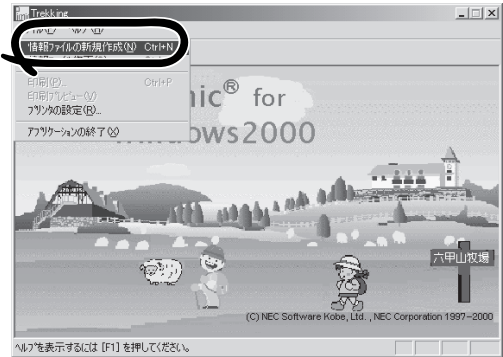 Trekking
情報ファイルの新規作成(N) Ctrl+N
印刷(P)... Ctrl+P
印刷プレビュー(V)
プリンタの設定(R)...
アプリケーションの終了(X)
ic® for
ows2000
六甲山牧場
(C) NEC Software Kobe, Ltd. , NEC Corporation 1997-2000
ヘルプを表示するには [F1] を押してください。